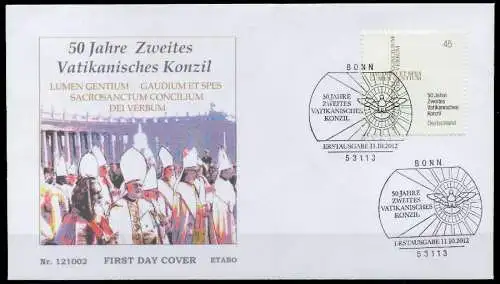 50 Jahre Zweites
Vatikanisches Konzil
LUMEN GENTIUM GAUDIUM ET SPES
SACROSANCTUM CONCILIUM
DEI VERBUM
Nr. 121002 FIRST DAY COVER ETABO
45
50 Jahre
Zweites
Vatikanisches
Konzil
Deutschland
BONN
50 JAHRE
ZWEITES
VATIKANISCHES
KONZIL
ERSTAUSGABE 11.10.2012
53113
BONN
50 JAHRE
ZWEITES
VATIKANISCHES
KONZIL
ERSTAUSGABE 11.10.2012
53113